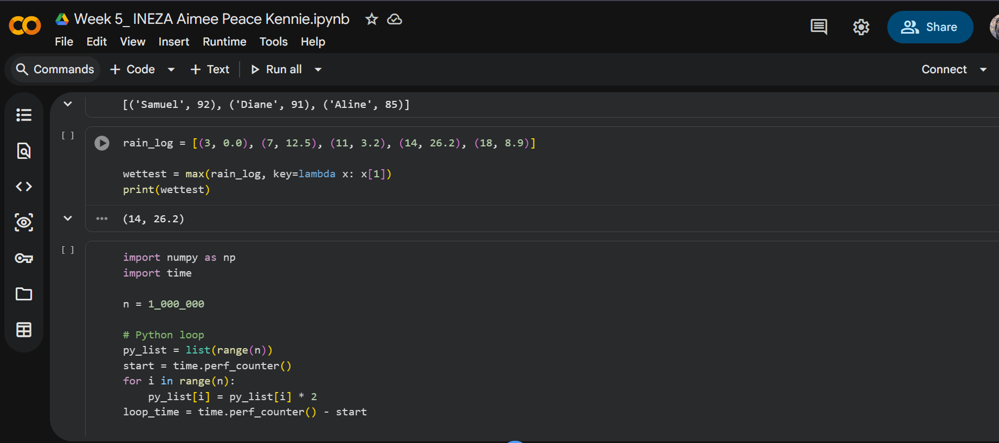 Week 5_ INEZA Aimee Peace Kennie.ipynb
Share
File Edit View Insert Runtime Tools Help
Commands + Code + Text Run all Connect
[('Samuel', 92), ('Diane', 91), ('Aline', 85)]
[ ]
rain_log = [(3, 0.0), (7, 12.5), (11, 3.2), (14, 26.2), (18, 8.9)]
wettest = max(rain_log, key=lambda x: x[1])
print(wettest)
(14, 26.2)
[ ]
import numpy as np
import time
n = 1_000_000
# Python loop
py_list = list(range(n))
start = time.perf_counter()
for i in range(n):
    py_list[i] = py_list[i] * 2
loop_time = time.perf_counter() - start